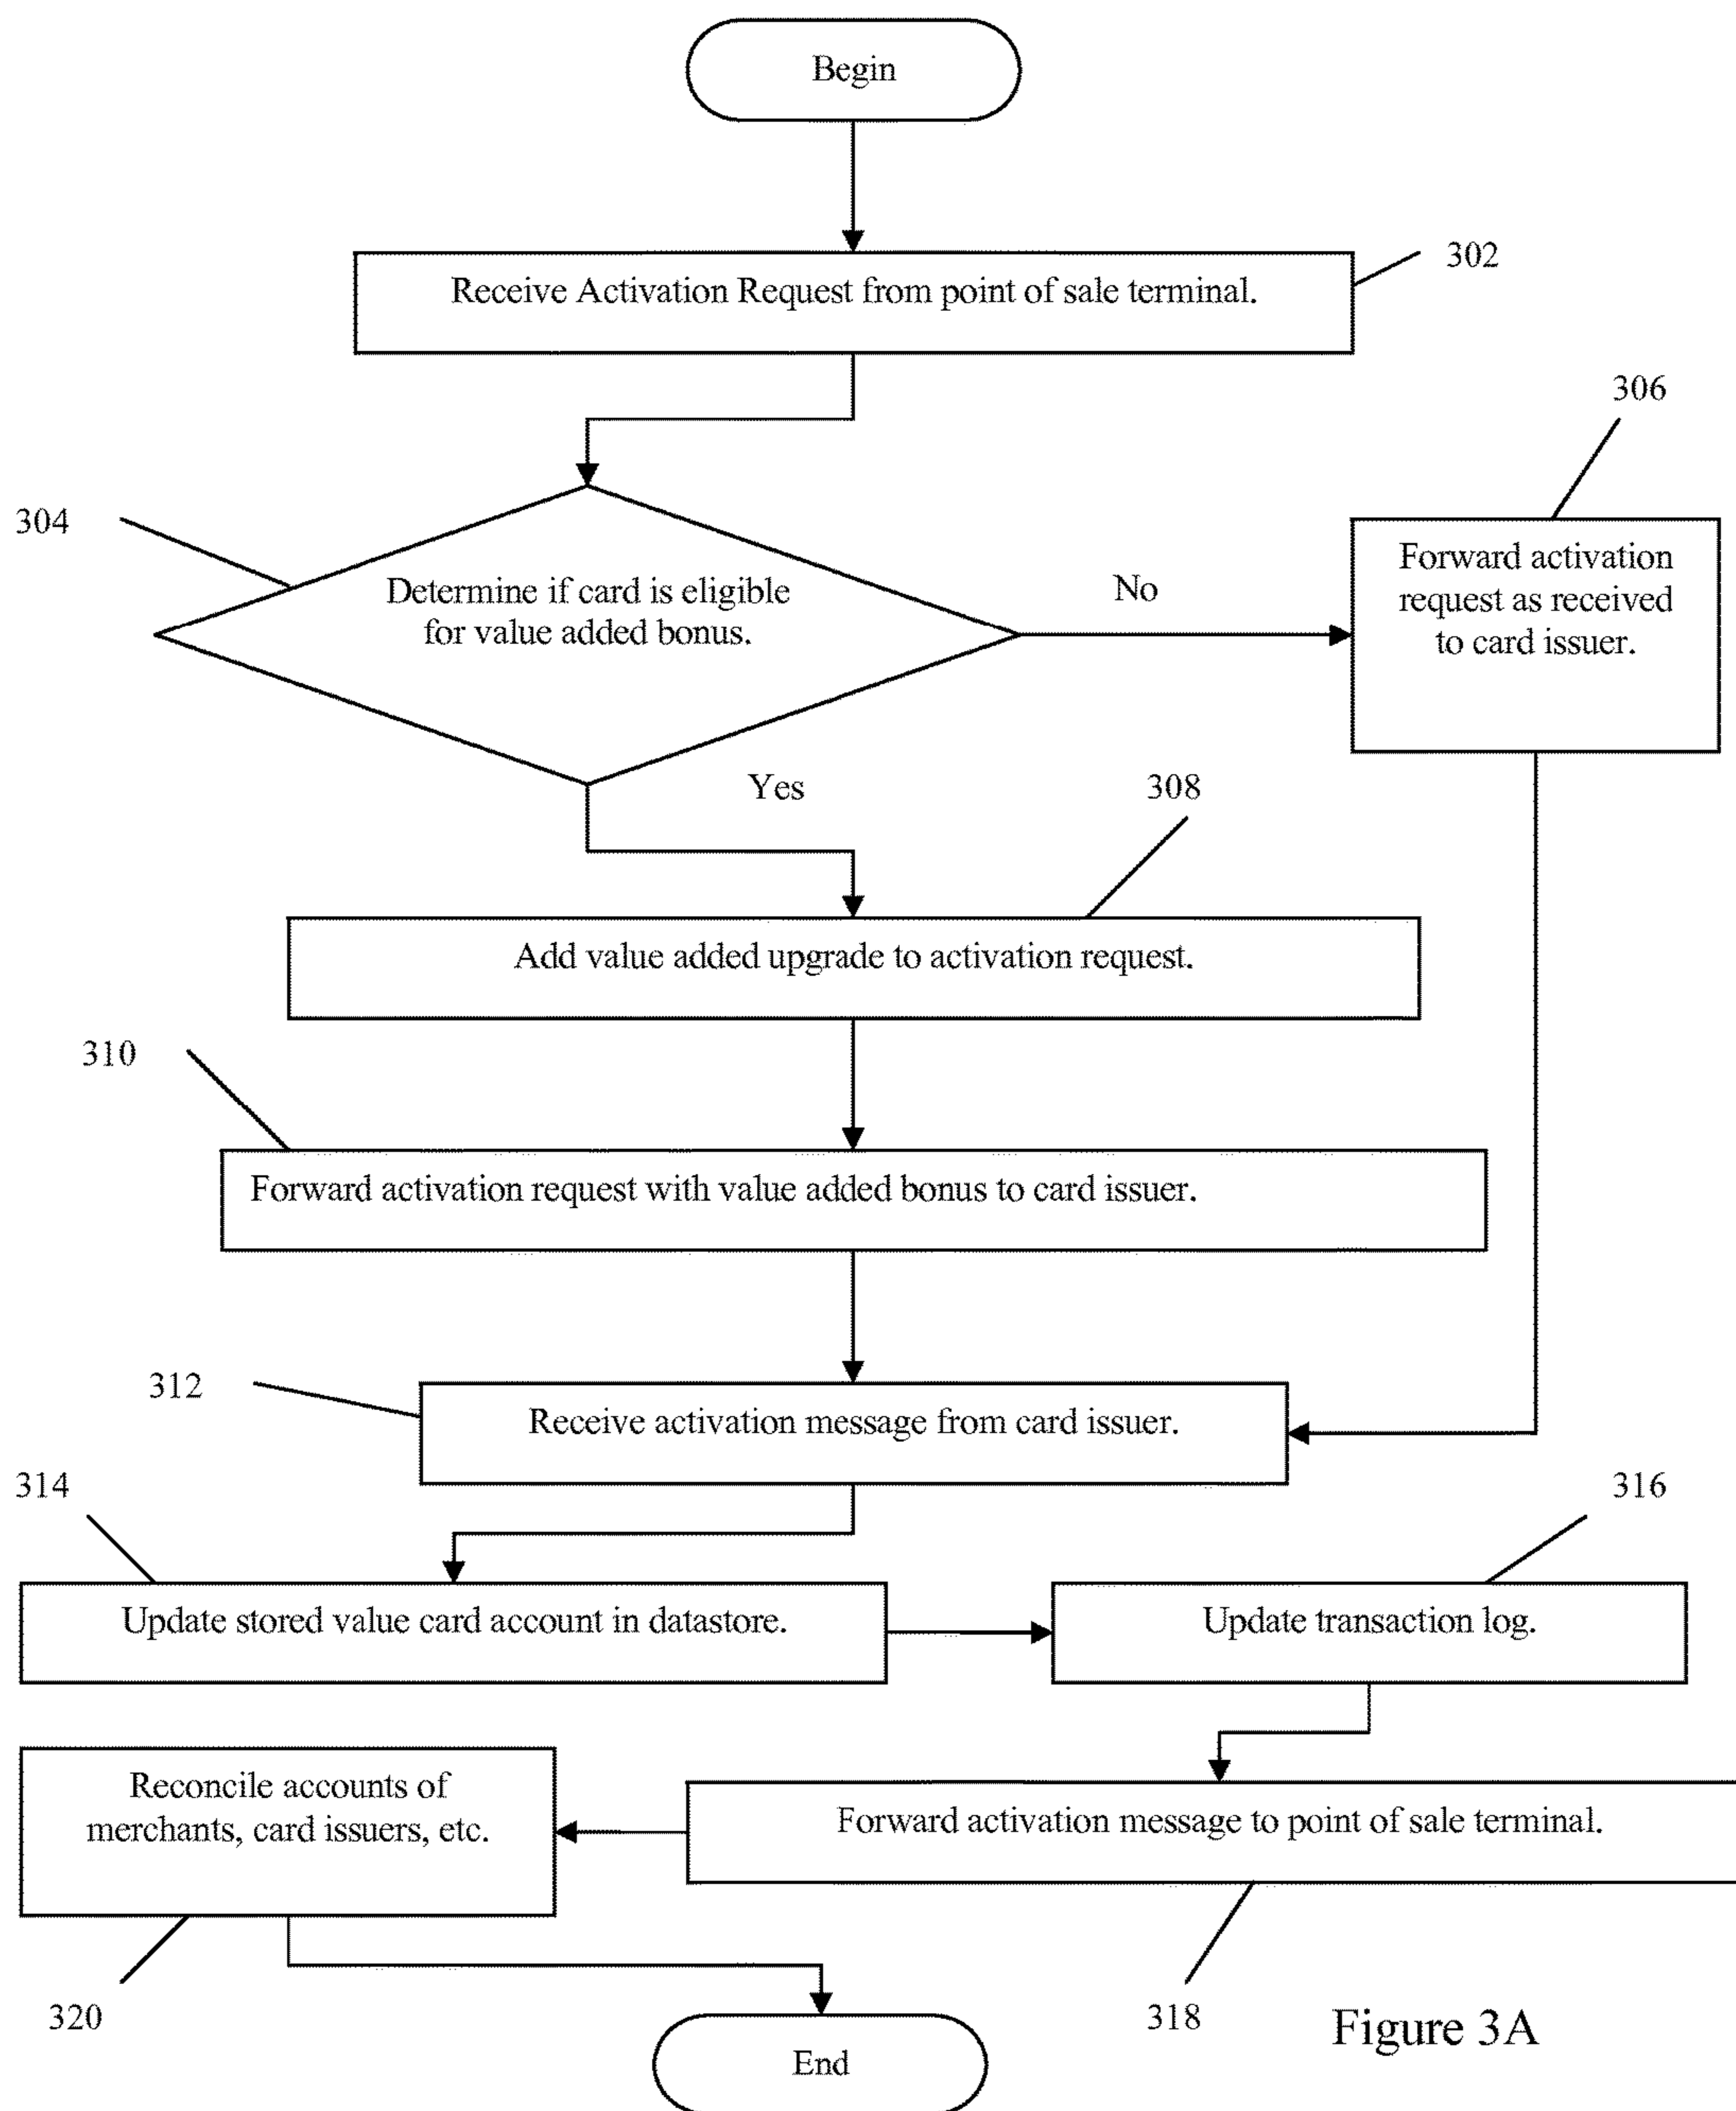 Begin
Receive Activation Request from point of sale terminal.
302
306
304
Determine if card is eligible
for value added bonus.
No
Forward activation
request as received
to card issuer.
Yes
308
Add value added upgrade to activation request.
310
Forward activation request with value added bonus to card issuer.
312
Receive activation message from card issuer.
314
316
Update stored value card account in datastore.
Update transaction log.
Reconcile accounts of
merchants, card issuers, etc.
Forward activation message to point of sale terminal.
320
318
Figure 3A
End